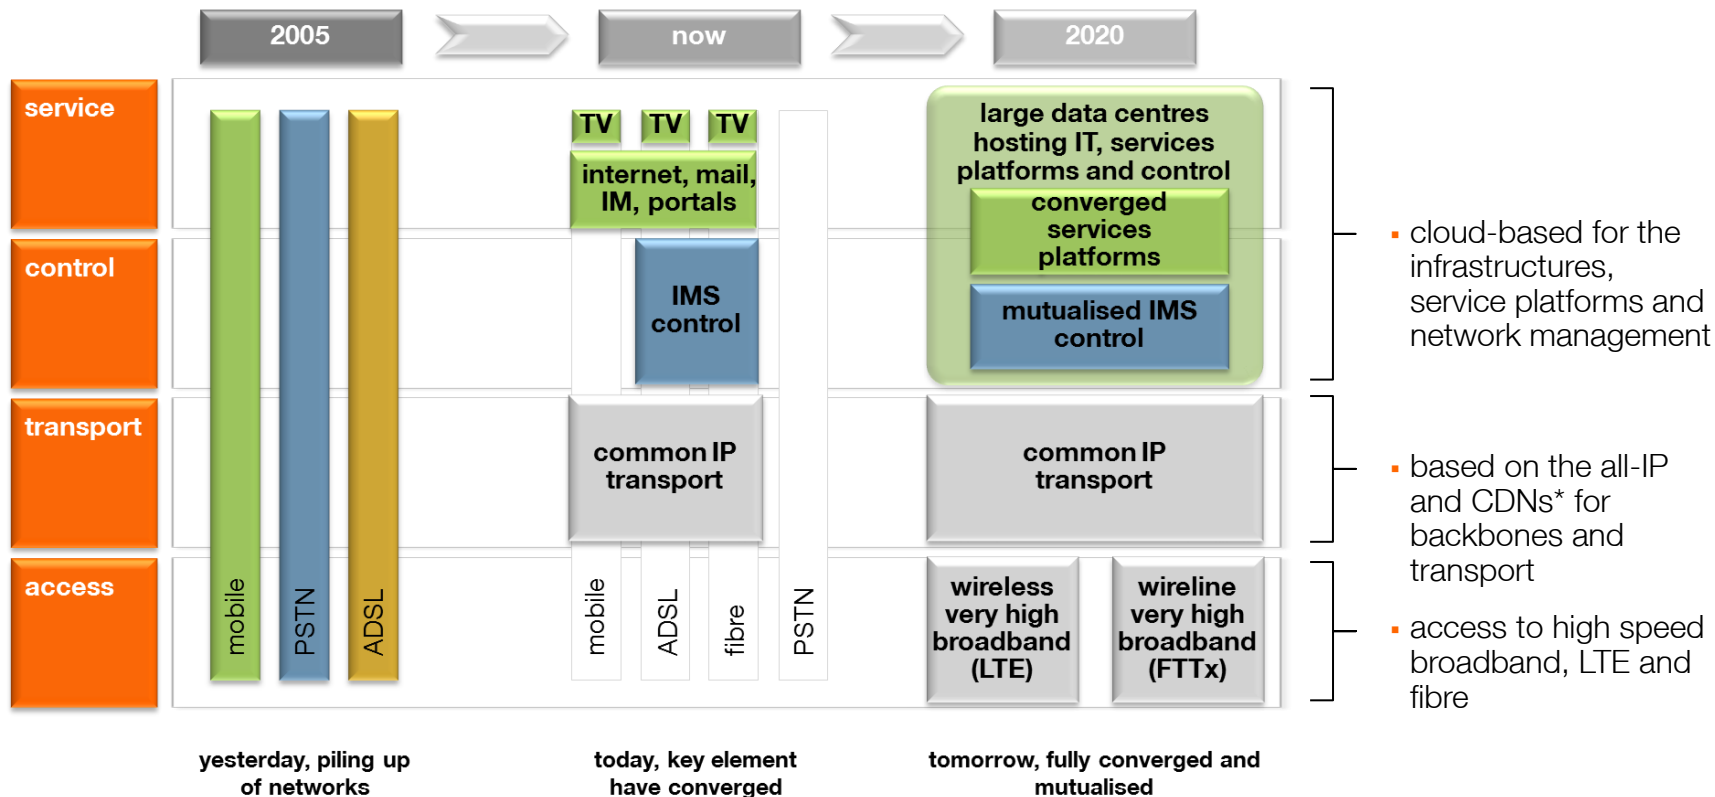 2005
now
2020
service
control
transport
access
mobile
PSTN
ADSL
TV
TV
TV
internet, mail,
IM, portals
IMS
control
common IP
transport
mobile
ADSL
fibre
PSTN
large data centres
hosting IT, services
platforms and control
converged
services
platforms
mutualised IMS
control
common IP
transport
wireless
very high
broadband
(LTE)
wireline
very high
broadband
(FTTx)
▪ cloud-based for the
infrastructures,
service platforms and
network management
▪ based on the all-IP
and CDNs* for
backbones and
transport
▪ access to high speed
broadband, LTE and
fibre
yesterday, piling up
of networks
today, key element
have converged
tomorrow, fully converged and
mutualised